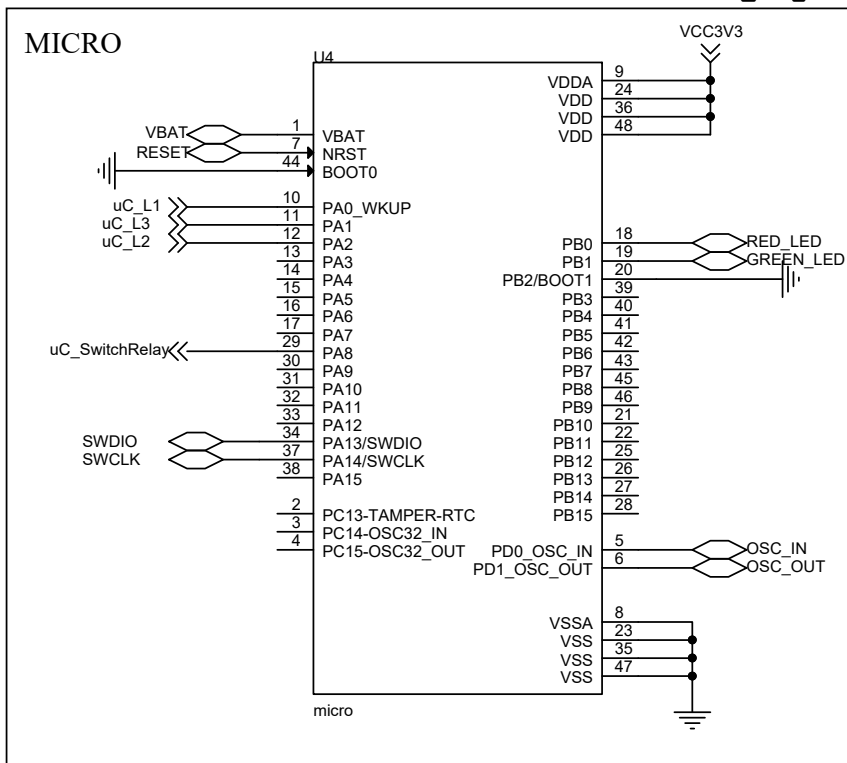 MICRO
VCC3V3
U4
9
VDDA
24
VDD
36
VDD
48
VDD
VBAT
1
VBAT
RESET
7
NRST
44
BOOT0
uC_L1
10
PA0_WKUP
uC_L3
11
PA1
uC_L2
12
PA2
13
PA3
14
PA4
15
PA5
16
PA6
17
PA7
uC_SwitchRelay
29
PA8
30
PA9
31
PA10
32
PA11
33
PA12
SWDIO
34
PA13/SWDIO
SWCLK
37
PA14/SWCLK
38
PA15
2
PC13-TAMPER-RTC
3
PC14-OSC32_IN
4
PC15-OSC32_OUT
18
PB0
RED_LED
19
PB1
GREEN_LED
20
PB2/BOOT1
39
PB3
40
PB4
41
PB5
42
PB6
43
PB7
45
PB8
46
PB9
21
PB10
22
PB11
25
PB12
26
PB13
27
PB14
28
PB15
5
PD0_OSC_IN
OSC_IN
6
PD1_OSC_OUT
OSC_OUT
8
VSSA
23
VSS
35
VSS
47
VSS
micro